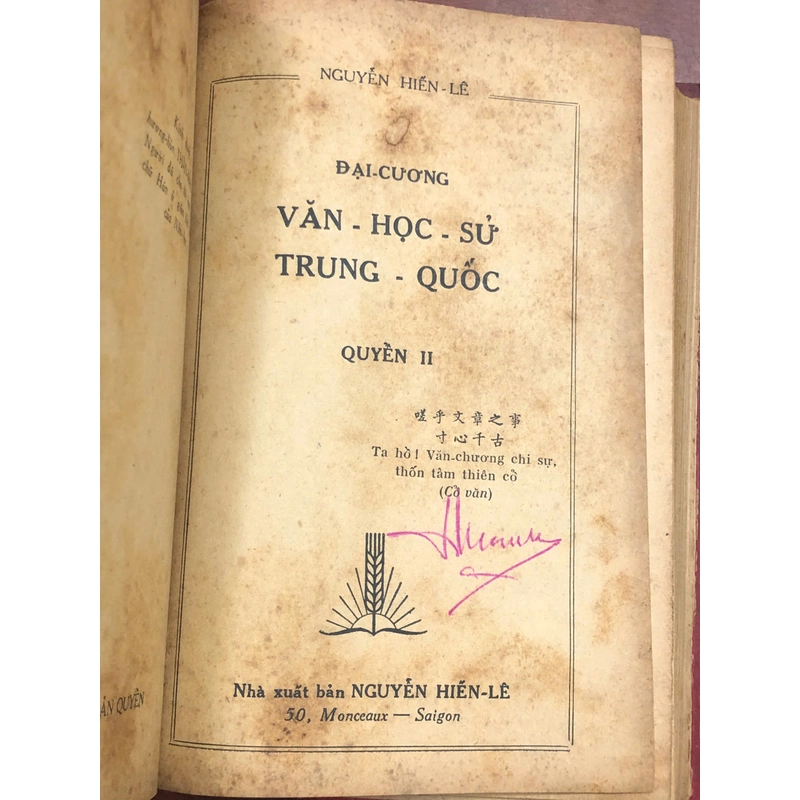 NGUYỄN HIẾN-LÊ
ĐẠI-CƯƠNG
VĂN - HỌC - SỬ
TRUNG - QUỐC
QUYỂN II
嗟乎文章之事
寸心千古
Ta hồ! Văn-chương chi sự,
thốn tâm thiên cổ
(Cổ văn)
Nhà xuất bản NGUYỄN HIẾN-LÊ
50, Monceaux — Saigon
QUYỀN